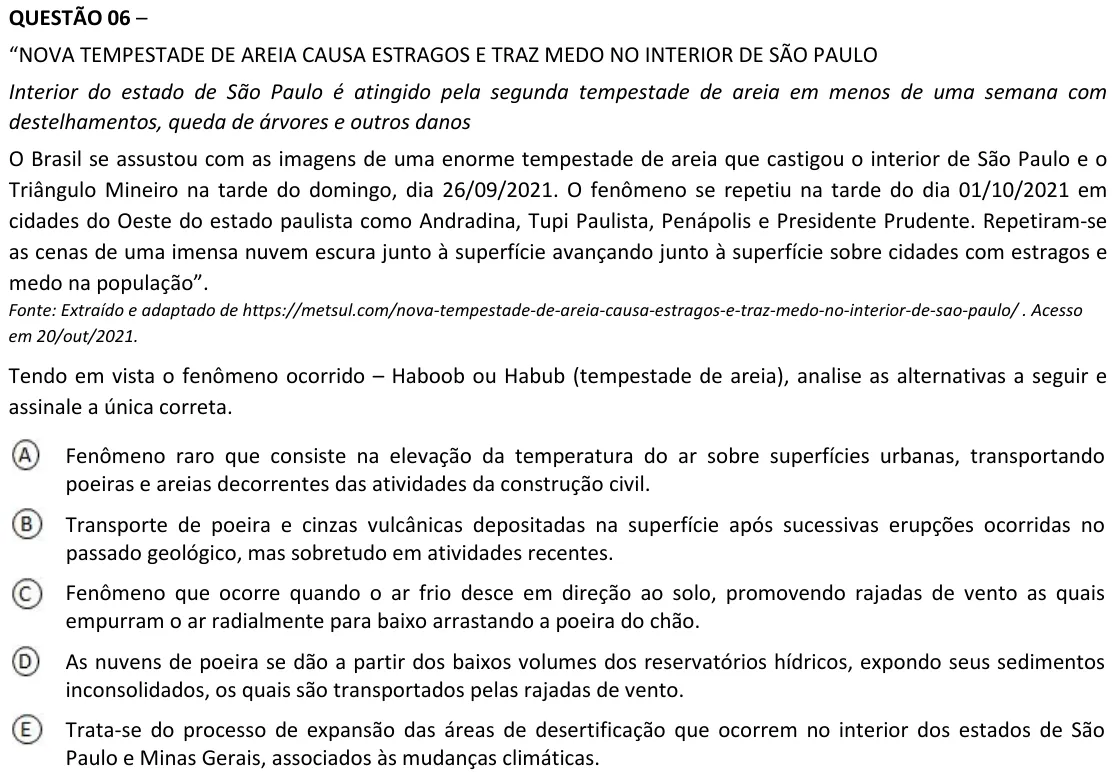 QUESTÃO 06 –
“NOVA TEMPESTADE DE AREIA CAUSA ESTRAGOS E TRAZ MEDO NO INTERIOR DE SÃO PAULO
Interior do estado de São Paulo é atingido pela segunda tempestade de areia em menos de uma semana com
destelhamentos, queda de árvores e outros danos
O Brasil se assustou com as imagens de uma enorme tempestade de areia que castigou o interior de São Paulo e o
Triângulo Mineiro na tarde do domingo, dia 26/09/2021. O fenômeno se repetiu na tarde do dia 01/10/2021 em
cidades do Oeste do estado paulista como Andradina, Tupi Paulista, Penápolis e Presidente Prudente. Repetiram-se
as cenas de uma imensa nuvem escura junto à superfície avançando junto à superfície sobre cidades com estragos e
medo na população”.
Fonte: Extraído e adaptado de https://metsul.com/nova-tempestade-de-areia-causa-estragos-e-traz-medo-no-interior-de-sao-paulo/ . Acesso
em 20/out/2021.
Tendo em vista o fenômeno ocorrido – Haboob ou Habub (tempestade de areia), analise as alternativas a seguir e
assinale a única correta.
A Fenômeno raro que consiste na elevação da temperatura do ar sobre superfícies urbanas, transportando
poeiras e areias decorrentes das atividades da construção civil.
B Transporte de poeira e cinzas vulcânicas depositadas na superfície após sucessivas erupções ocorridas no
passado geológico, mas sobretudo em atividades recentes.
C Fenômeno que ocorre quando o ar frio desce em direção ao solo, promovendo rajadas de vento as quais
empurram o ar radialmente para baixo arrastando a poeira do chão.
D As nuvens de poeira se dão a partir dos baixos volumes dos reservatórios hídricos, expondo seus sedimentos
inconsolidados, os quais são transportados pelas rajadas de vento.
E Trata-se do processo de expansão das áreas de desertificação que ocorrem no interior dos estados de São
Paulo e Minas Gerais, associados às mudanças climáticas.